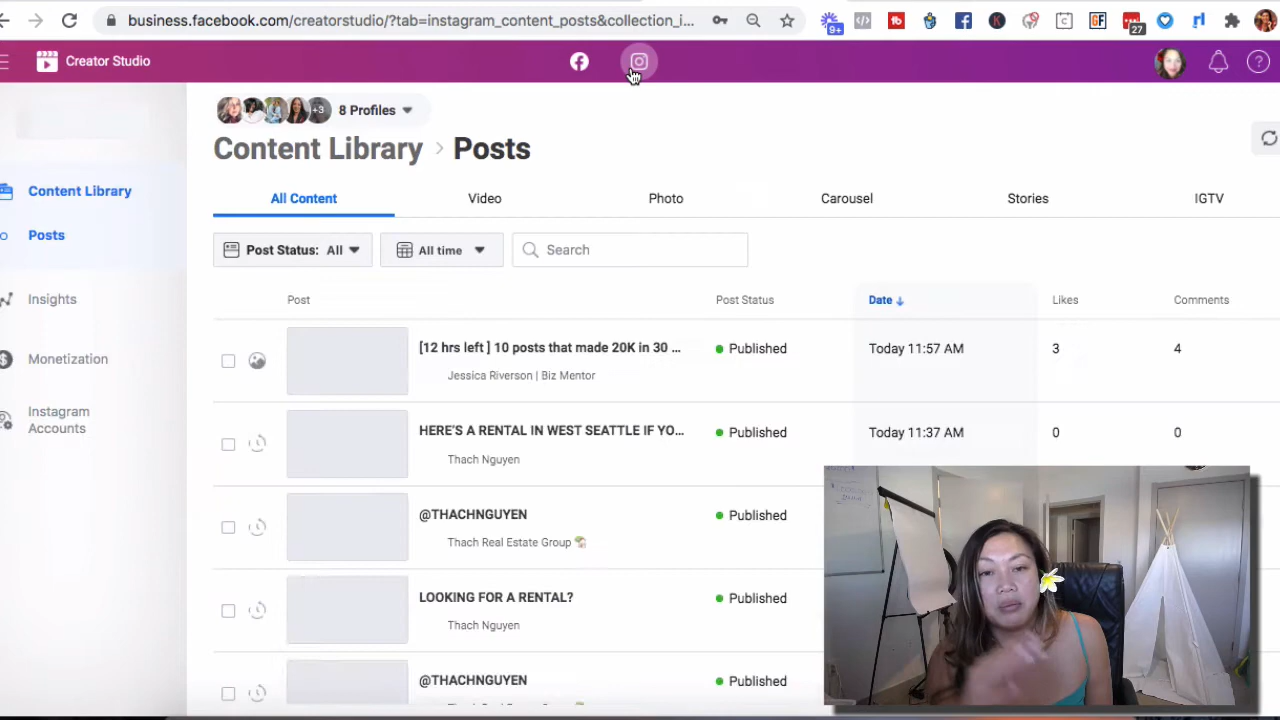 business.facebook.com/creatorstudio/?tab=instagram_content_posts&collection_i...
9+
27
Creator Studio
+3 8 Profiles
Content Library > Posts
Content Library
Posts
Insights
Monetization
Instagram
Accounts
All Content Video Photo Carousel Stories IGTV
Post Status: All All time Search
Post Post Status Date ↓ Likes Comments
[12 hrs left ] 10 posts that made 20K in 30 ... Published Today 11:57 AM 3 4
Jessica Riverson | Biz Mentor
HERE'S A RENTAL IN WEST SEATTLE IF YO... Published Today 11:37 AM 0 0
Thach Nguyen
@THACHNGUYEN Published
Thach Real Estate Group
LOOKING FOR A RENTAL? Published
Thach Nguyen
@THACHNGUYEN Published